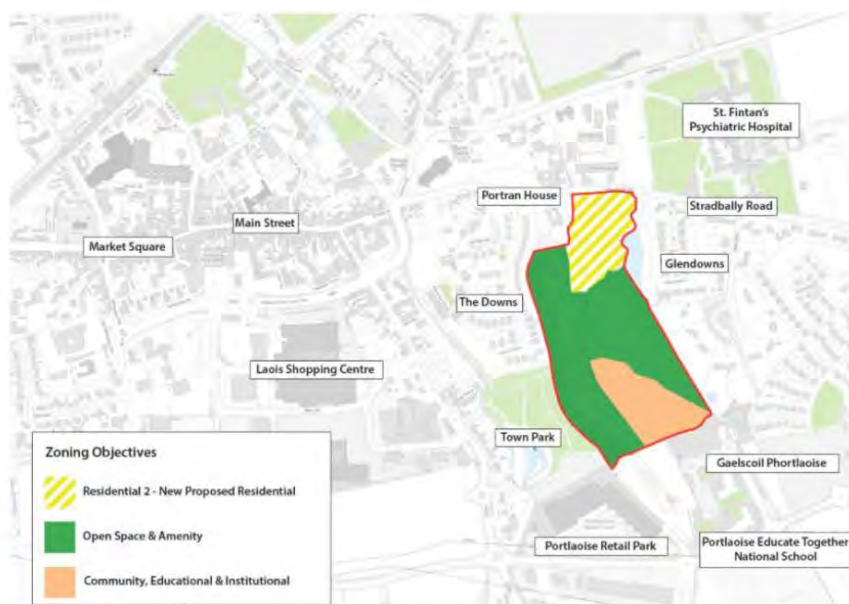 St. Fintan's
Psychiatric Hospital
Portran House
Stradbally Road
Main Street
Market Square
Glendowns
The Downs
Laois Shopping Centre
Town Park
Zoning Objectives
Residential 2 - New Proposed Residential
Open Space & Amenity
Community, Educational & Institutional
Gaelscoil Phortlaoise
Portlaoise Retail Park
Portlaoise Educate Together
National School